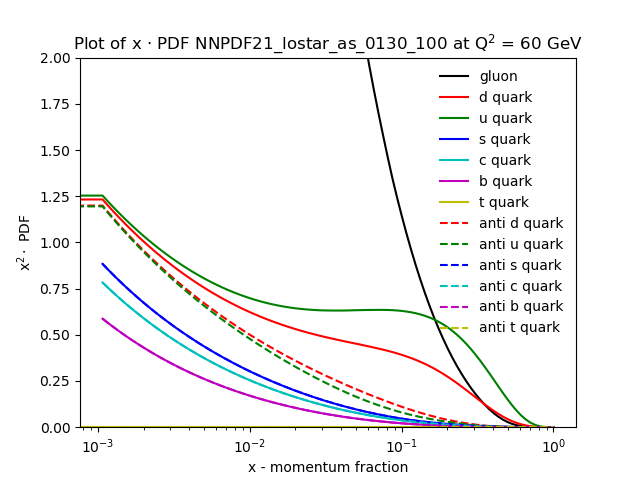 Plot of x · PDF NNPDF21_lostar_as_0130_100 at Q² = 60 GeV
2.00
1.75
1.50
1.25
1.00
0.75
0.50
0.25
0.00
x² · PDF
gluon
d quark
u quark
s quark
c quark
b quark
t quark
anti d quark
anti u quark
anti s quark
anti c quark
anti b quark
anti t quark
10⁻³ 10⁻² 10⁻¹ 10⁰
x - momentum fraction